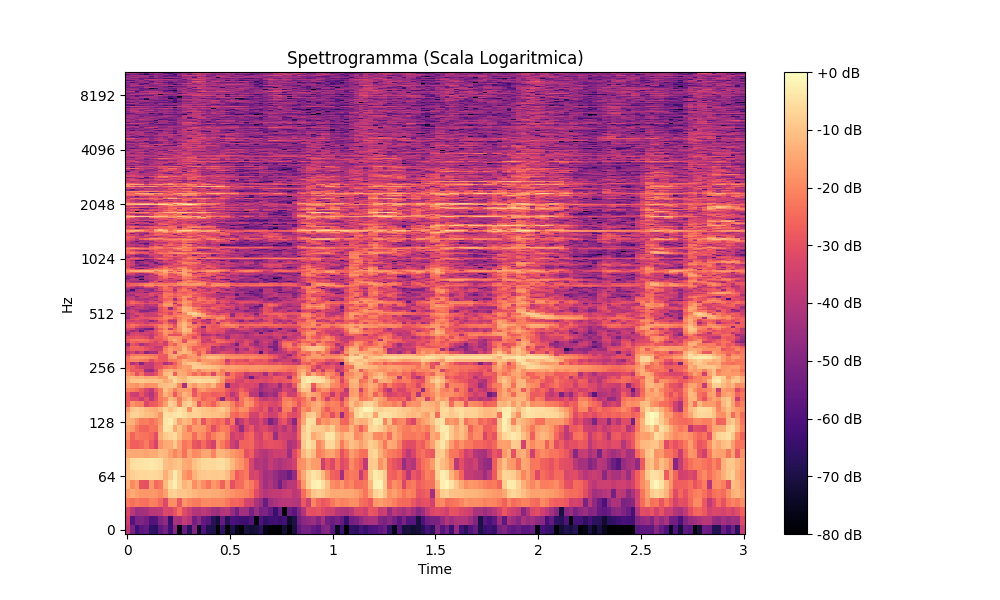 Spettrogramma (Scala Logaritmica)
Hz
8192
4096
2048
1024
512
256
128
64
0
0 0.5 1 1.5 2 2.5 3
Time
+0 dB
-10 dB
-20 dB
-30 dB
-40 dB
-50 dB
-60 dB
-70 dB
-80 dB